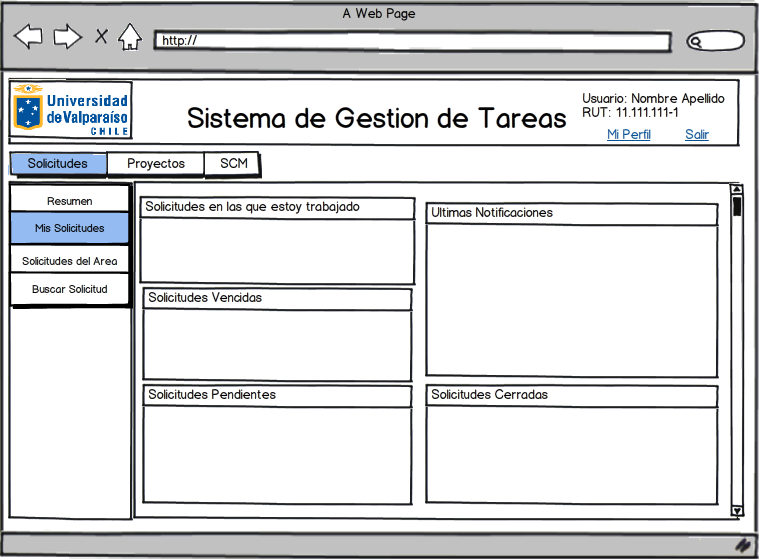 A Web Page
http://
Universidad
de Valparaíso
CHILE
Sistema de Gestion de Tareas
Usuario: Nombre Apellido
RUT: 11.111.111-1
Mi Perfil
Salir
Solicitudes
Proyectos
SCM
Resumen
Mis Solicitudes
Solicitudes del Area
Buscar Solicitud
Solicitudes en las que estoy trabajado
Ultimas Notificaciones
Solicitudes Vencidas
Solicitudes Pendientes
Solicitudes Cerradas